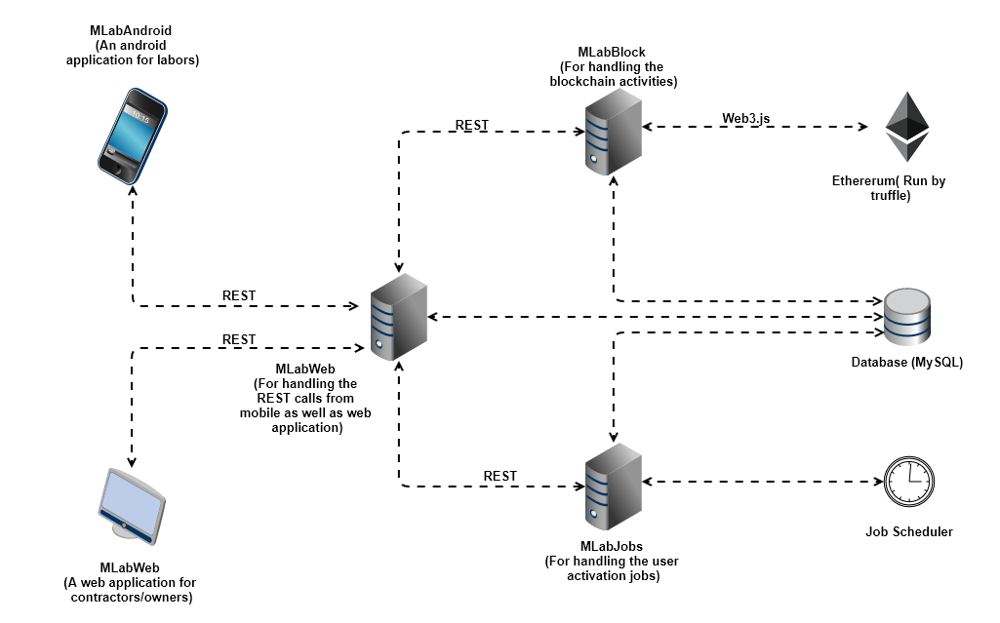 MLabAndroid
(An android
application for labors)
10:15
MLabBlock
(For handling the
blockchain activities)
REST
Web3.js
Ethererum( Run by
truffle)
REST
REST
MLabWeb
(For handling the
REST calls from
mobile as well as web
application)
Database (MySQL)
REST
MLabWeb
(A web application for
contractors/owners)
MLabJobs
(For handling the user
activation jobs)
Job Scheduler